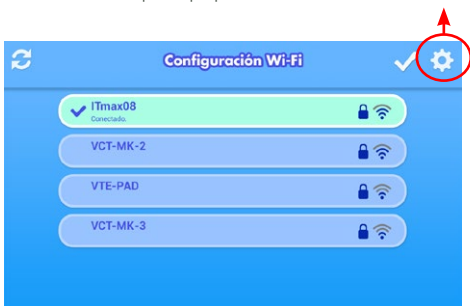 Configuración Wi-Fi
ITmax08
Conectado.
VCT-MK-2
VTE-PAD
VCT-MK-3